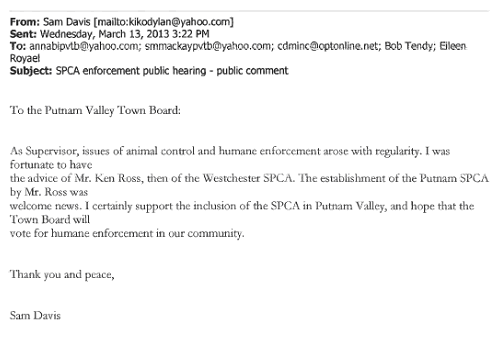 From: Sam Davis [mailto:kikodylan@yahoo.com]
Sent: Wednesday, March 13, 2013 3:22 PM
To: annabipvtb@yahoo.com; smmackaypvtb@yahoo.com; cdminc@optonline.net; Bob Tendy; Eileen
Royael
Subject: SPCA enforcement public hearing - public comment
To the Putnam Valley Town Board:
As Supervisor, issues of animal control and humane enforcement arose with regularity. I was
fortunate to have
the advice of Mr. Ken Ross, then of the Westchester SPCA. The establishment of the Putnam SPCA
by Mr. Ross was
welcome news. I certainly support the inclusion of the SPCA in Putnam Valley, and hope that the
Town Board will
vote for humane enforcement in our community.
Thank you and peace,
Sam Davis